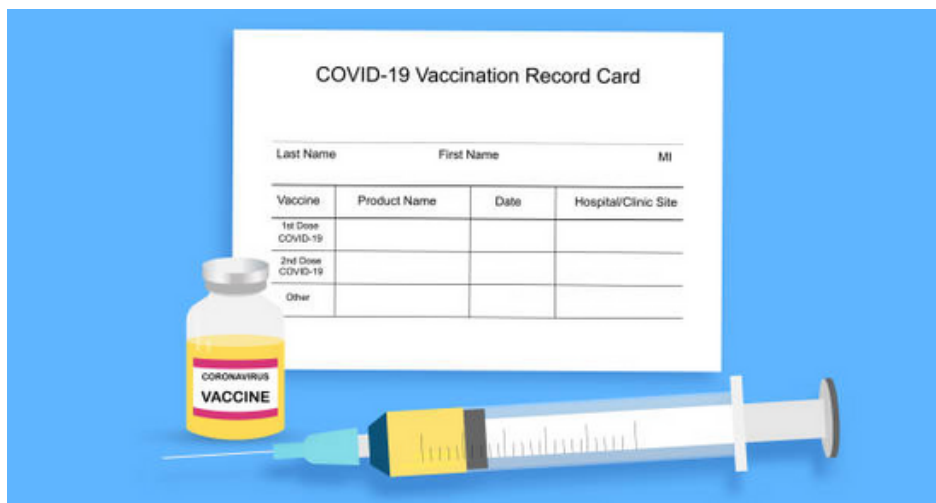 COVID-19 Vaccination Record Card
Last Name First Name MI
Vaccine Product Name Date Hospital/Clinic Site
1st Dose
COVID-19
2nd Dose
COVID-19
Other
CORONAVIRUS
VACCINE